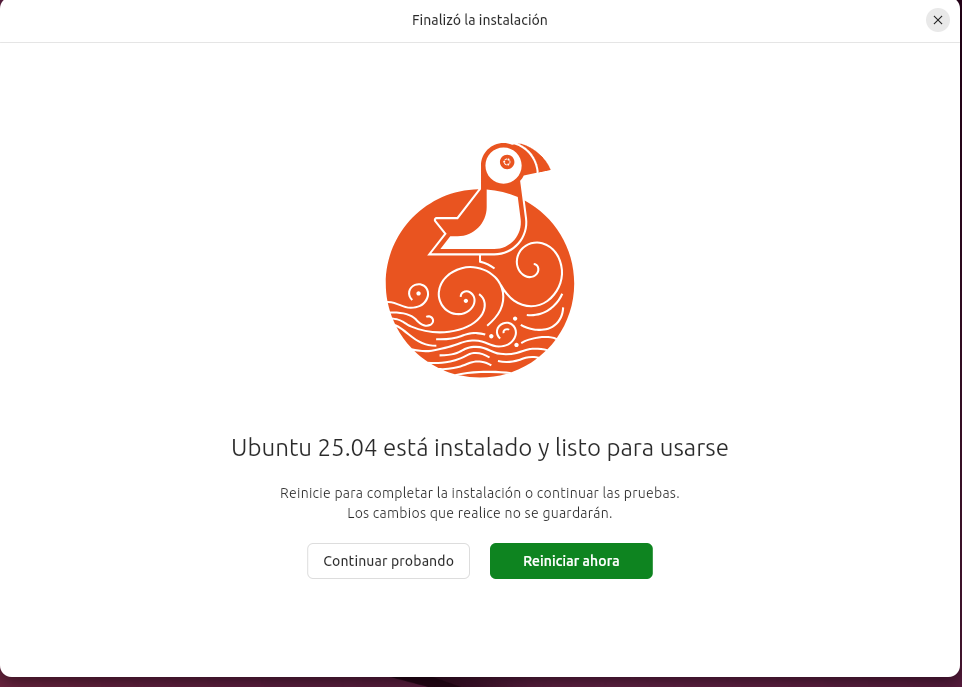 Finalizó la instalación
Ubuntu 25.04 está instalado y listo para usarse
Reinicie para completar la instalación o continuar las pruebas.
Los cambios que realice no se guardarán.
Continuar probando
Reiniciar ahora